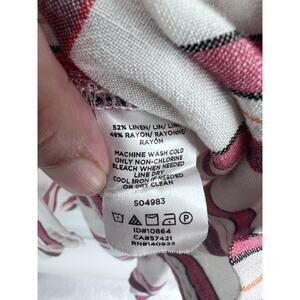 52% LINEN/ LIN/ LINO
48% RAYON/ RAYONNE/
RAYÓN
MACHINE WASH COLD
ONLY NON-CHLORINE
BLEACH WHEN NEEDED
LINE DRY
COOL IRON IF NEEDED
OR DRY CLEAN
504983
P
ID#10864
CA#57421
RN#140923